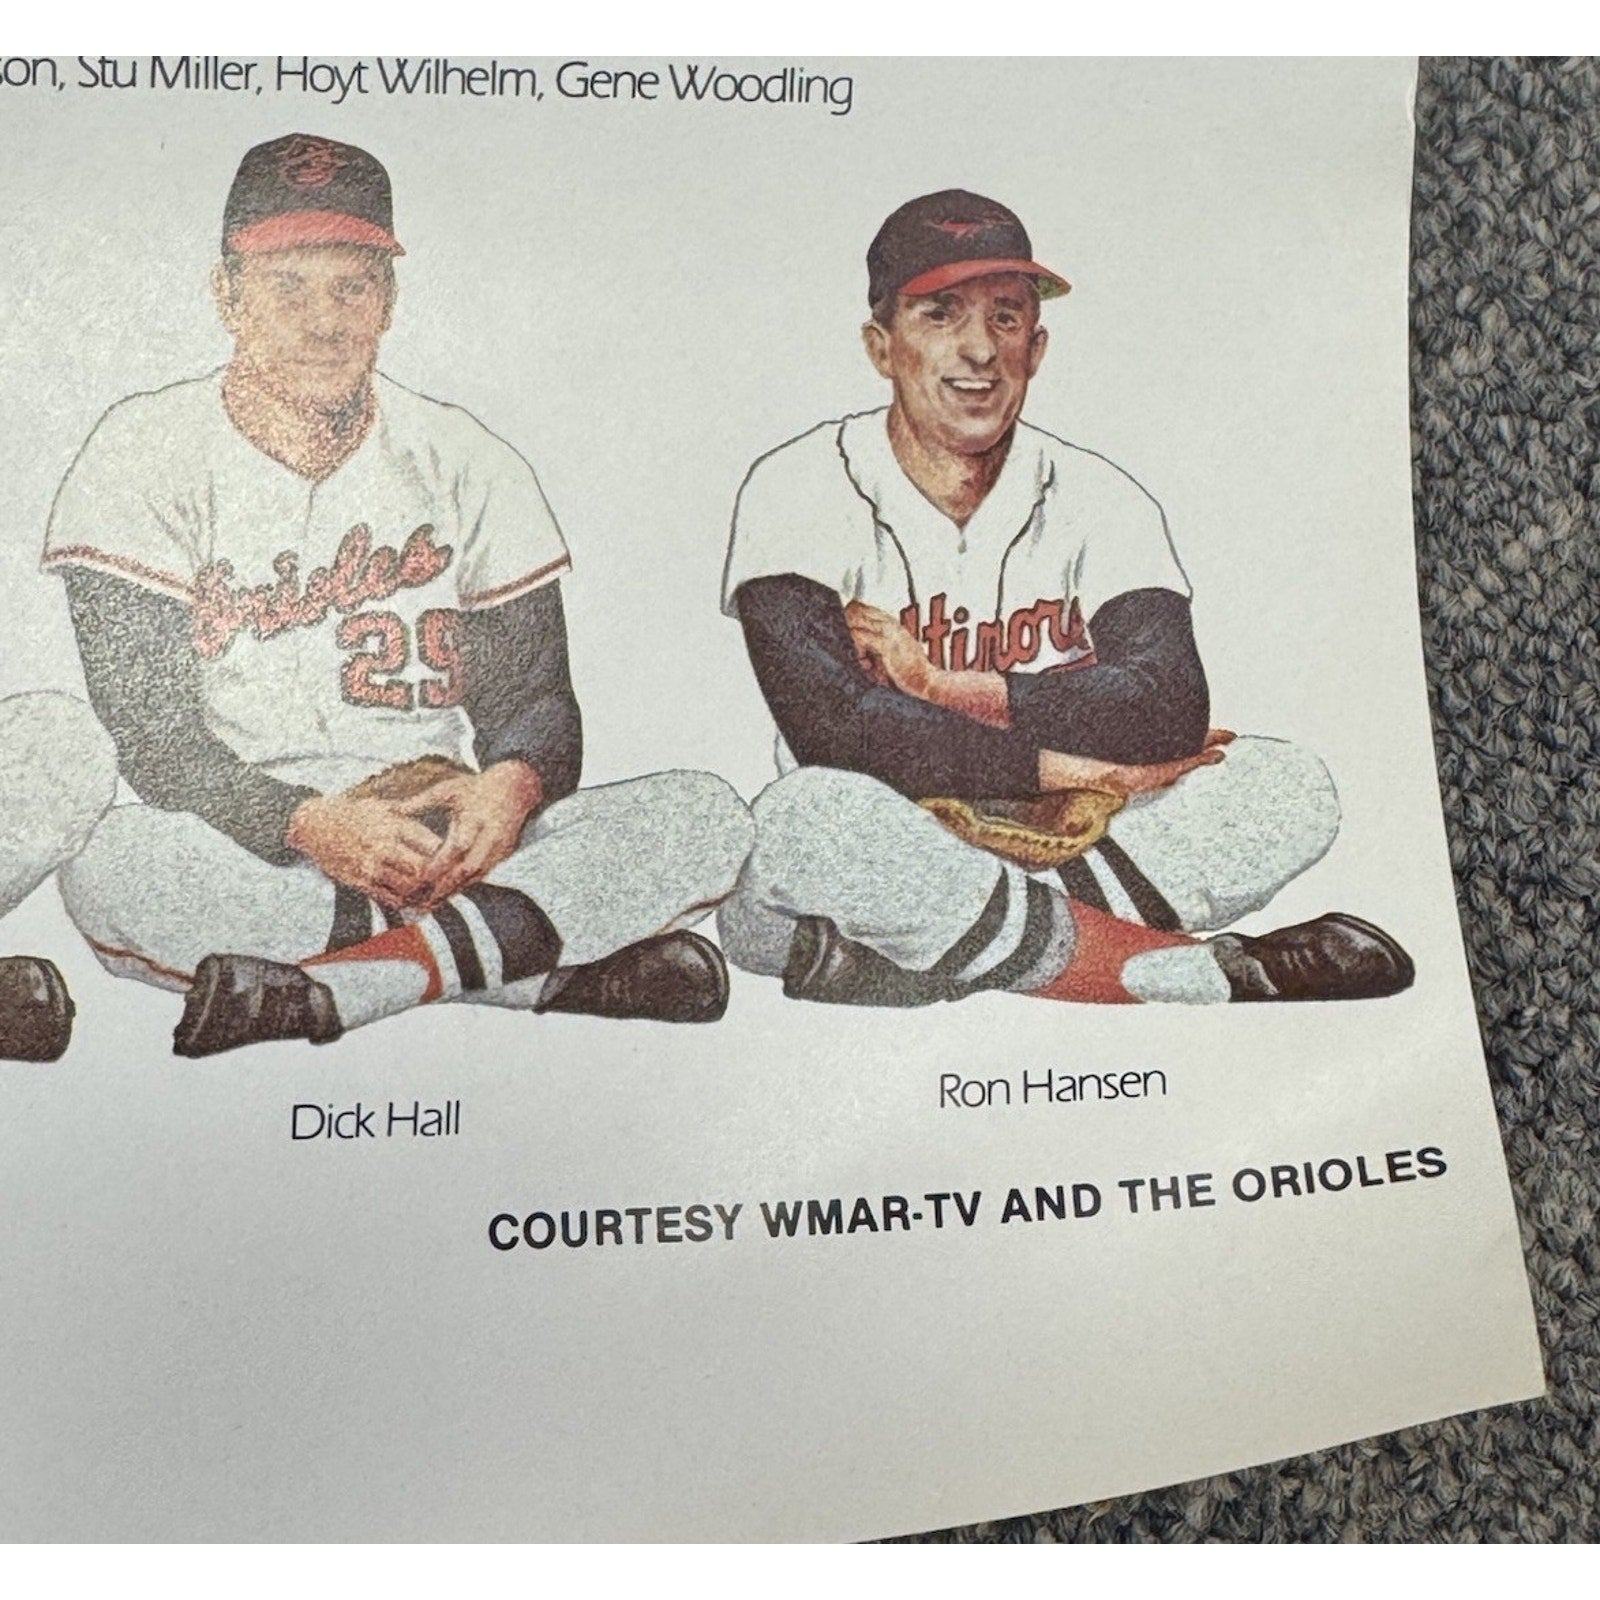 son, Stu Miller, Hoyt Wilhelm, Gene Woodling
Orioles
29
ltimor
Dick Hall
Ron Hansen
COURTESY WMAR-TV AND THE ORIOLES